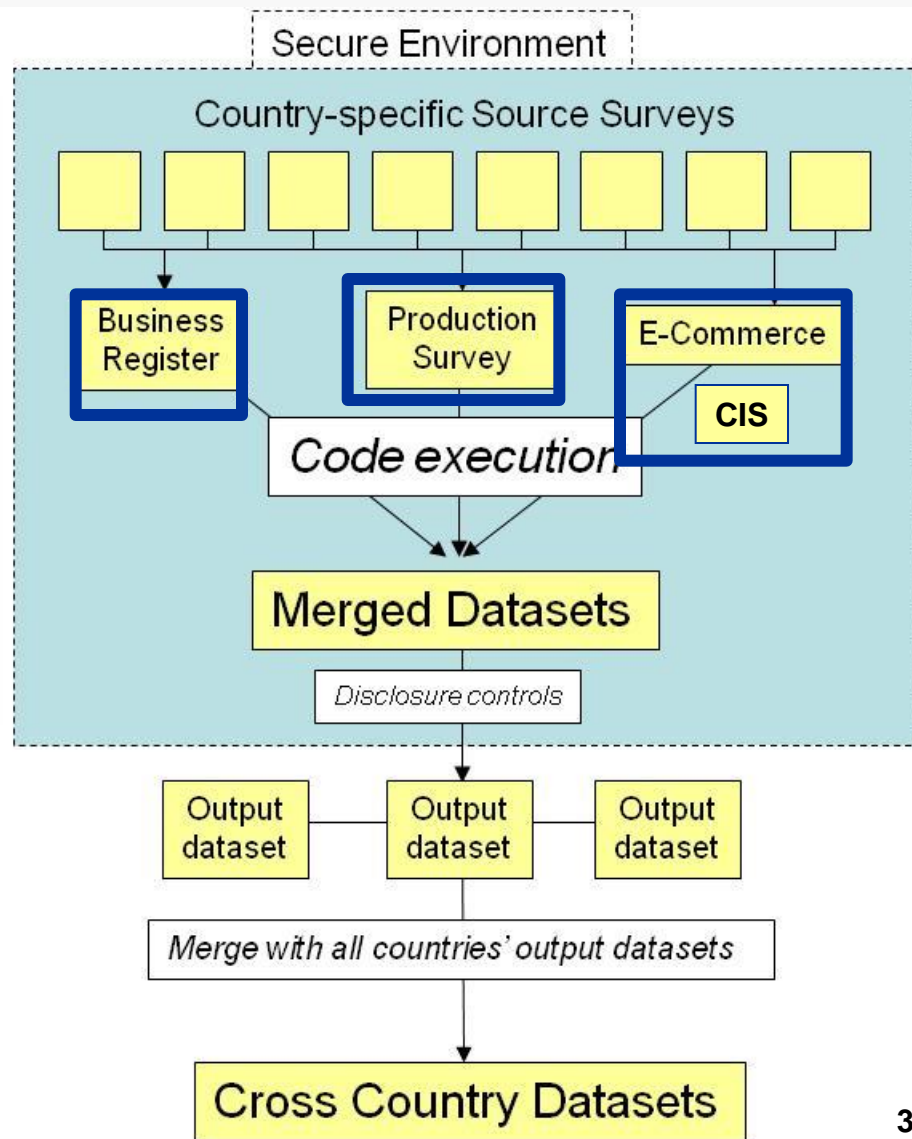 Secure Environment
Country-specific Source Surveys
Business
Register
Production
Survey
E-Commerce
CIS
Code execution
Merged Datasets
Disclosure controls
Output
dataset
Output
dataset
Output
dataset
Merge with all countries' output datasets
Cross Country Datasets
3